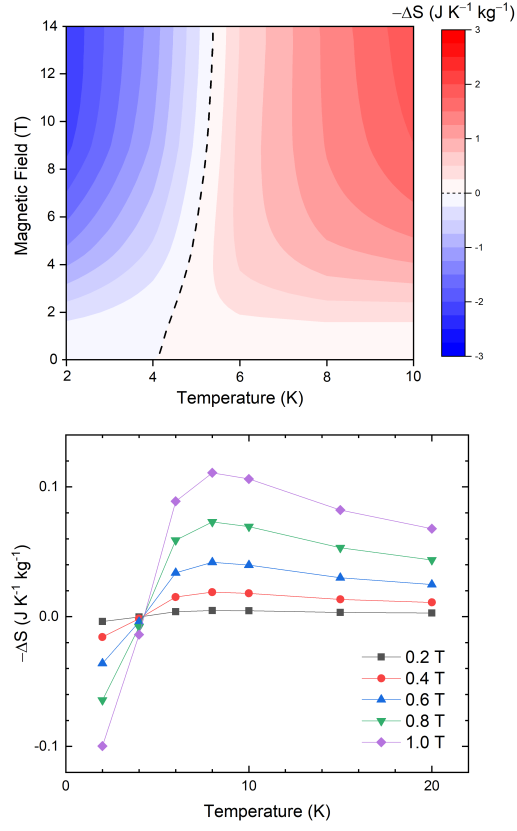 −ΔS (J K⁻¹ kg⁻¹)
14
12
10
8
6
4
2
0
Magnetic Field (T)
2
4
6
8
10
Temperature (K)
3
2
1
0
-1
-2
-3
0.1
0.0
-0.1
−ΔS (J K⁻¹ kg⁻¹)
0.2 T
0.4 T
0.6 T
0.8 T
1.0 T
0
10
20
Temperature (K)